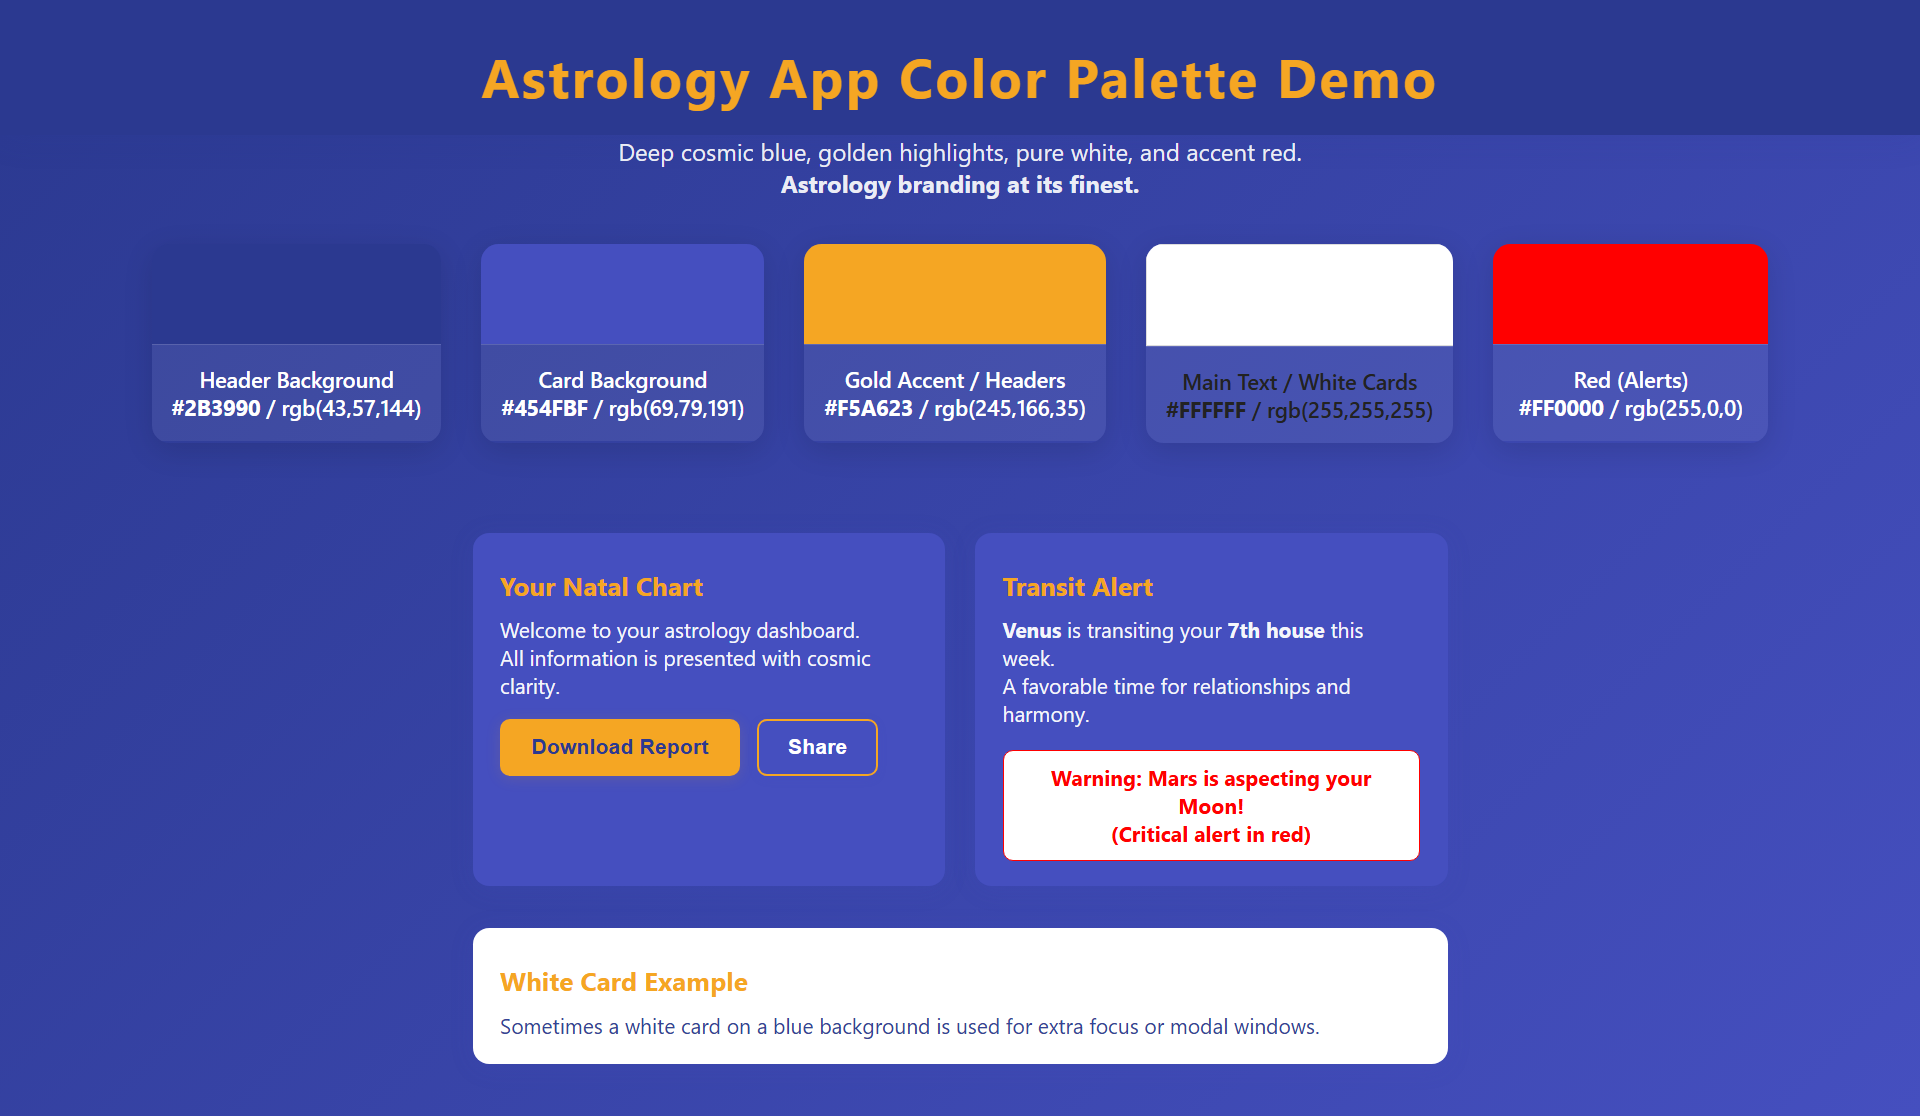 Astrology App Color Palette Demo
Deep cosmic blue, golden highlights, pure white, and accent red.
Astrology branding at its finest.
Header Background
#2B3990 / rgb(43,57,144)
Card Background
#454FBF / rgb(69,79,191)
Gold Accent / Headers
#F5A623 / rgb(245,166,35)
Main Text / White Cards
#FFFFFF / rgb(255,255,255)
Red (Alerts)
#FF0000 / rgb(255,0,0)
Your Natal Chart
Welcome to your astrology dashboard.
All information is presented with cosmic
clarity.
Download Report
Share
Transit Alert
Venus is transiting your 7th house this
week.
A favorable time for relationships and
harmony.
Warning: Mars is aspecting your
Moon!
(Critical alert in red)
White Card Example
Sometimes a white card on a blue background is used for extra focus or modal windows.